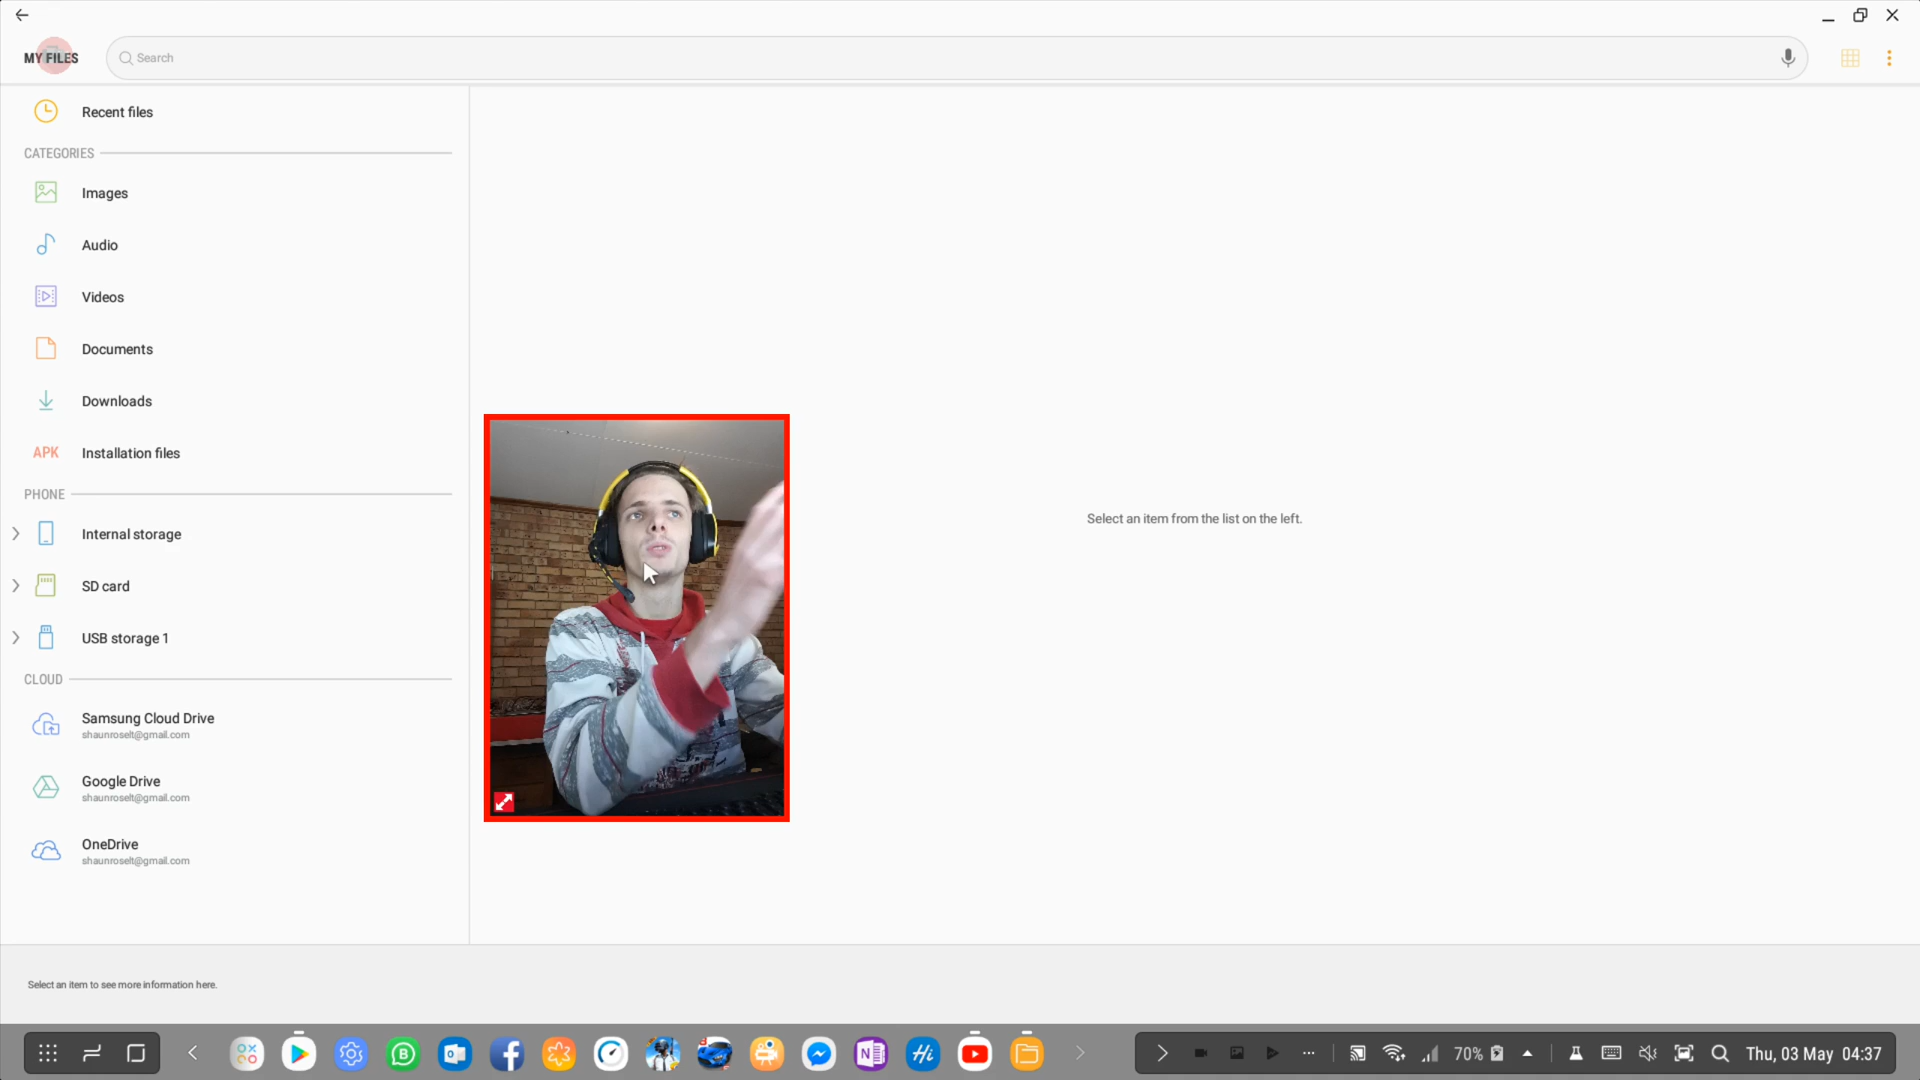 MY FILES
Search
Recent files
CATEGORIES
Images
Audio
Videos
Documents
Downloads
APK
Installation files
PHONE
Internal storage
SD card
USB storage 1
CLOUD
Samsung Cloud Drive
shaunroselt@gmail.com
Google Drive
shaunroselt@gmail.com
OneDrive
shaunroselt@gmail.com
Select an item from the list on the left.
Select an item to see more information here.
70%
Thu, 03 May 04:37